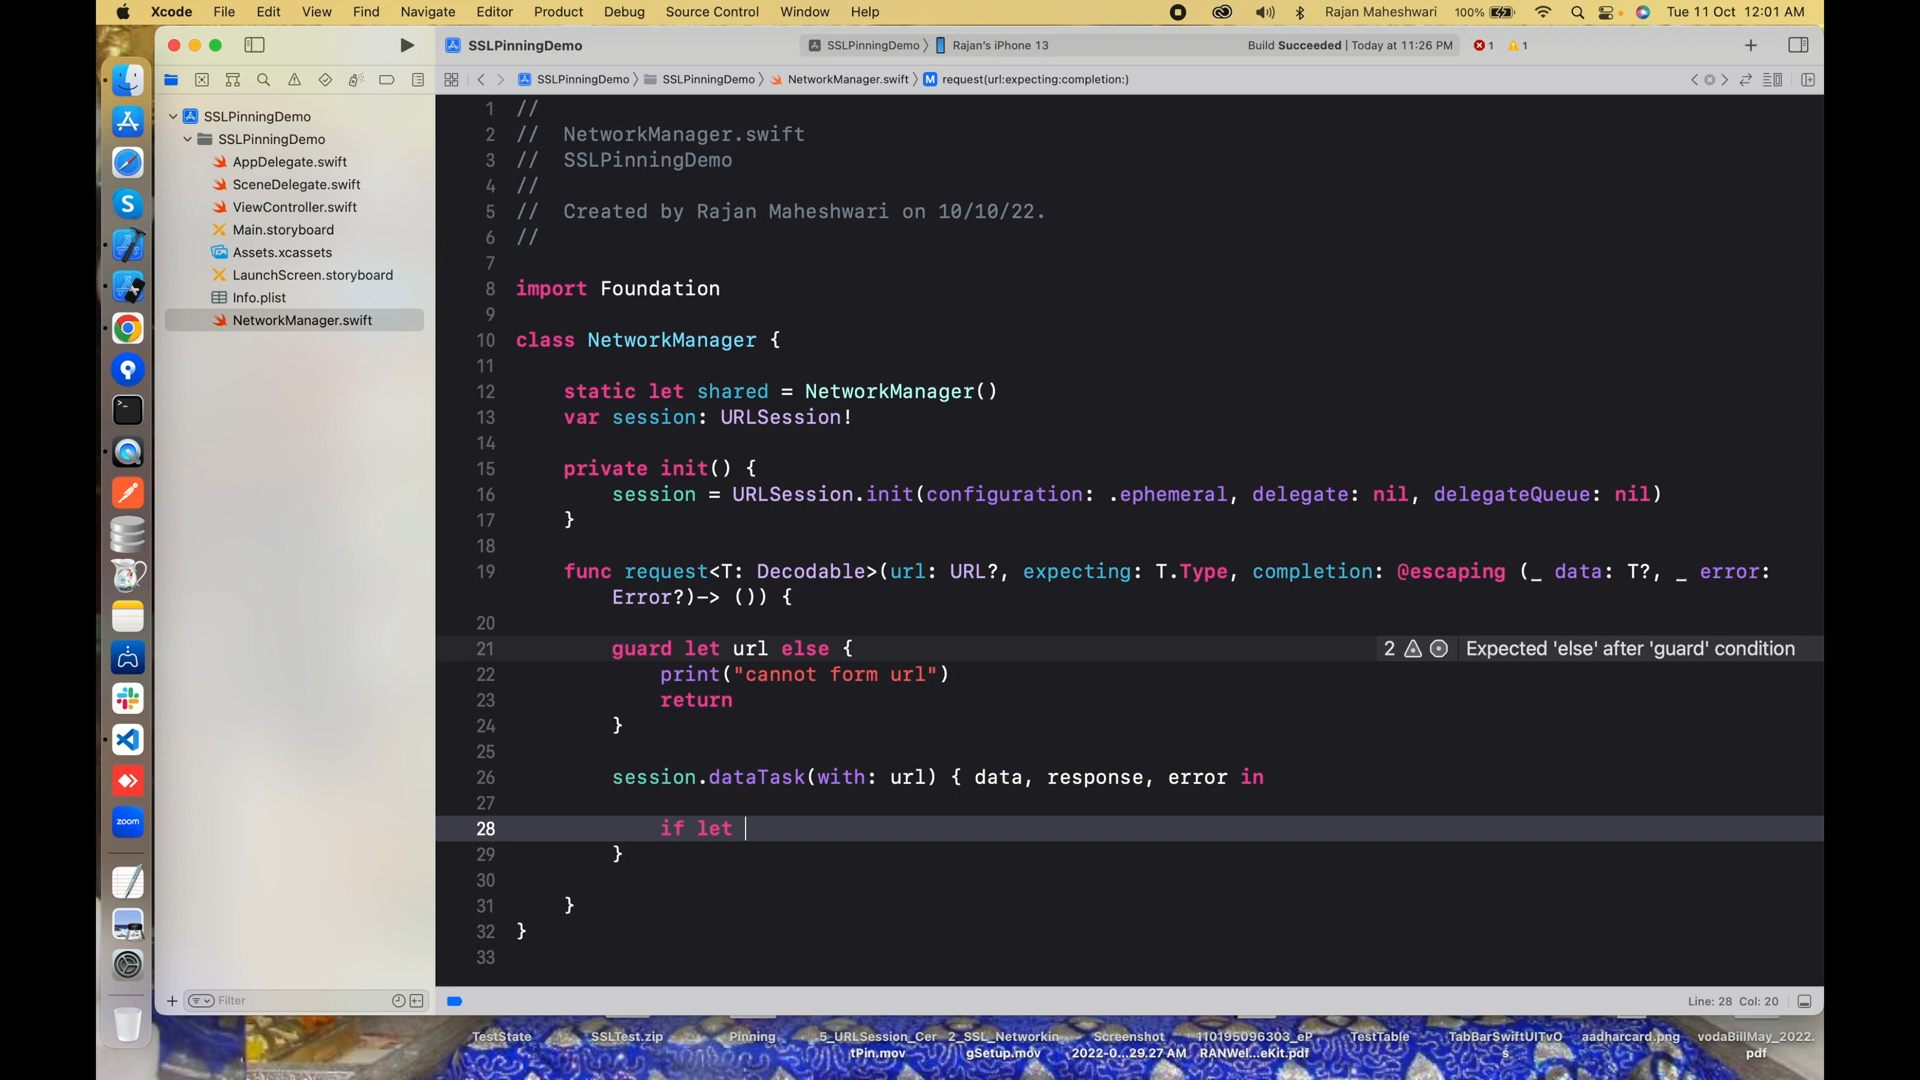 Xcode File Edit View Find Navigate Editor Product Debug Source Control Window Help Rajan Maheshwari 100% Tue 11 Oct 12:01 AM
SSLPinningDemo SSLPinningDemo Rajan's iPhone 13 Build Succeeded | Today at 11:26 PM 1 1
SSLPinningDemo SSLPinningDemo NetworkManager.swift M request(url:expecting:completion:)
SSLPinningDemo
SSLPinningDemo
AppDelegate.swift
SceneDelegate.swift
ViewController.swift
Main.storyboard
Assets.xcassets
LaunchScreen.storyboard
Info.plist
NetworkManager.swift
Filter
zoom
1 //
2 // NetworkManager.swift
3 // SSLPinningDemo
4 //
5 // Created by Rajan Maheshwari on 10/10/22.
6 //
7
8 import Foundation
9
10 class NetworkManager {
11
12 static let shared = NetworkManager()
13 var session: URLSession!
14
15 private init() {
16 session = URLSession.init(configuration: .ephemeral, delegate: nil, delegateQueue: nil)
17 }
18
19 func request<T: Decodable>(url: URL?, expecting: T.Type, completion: @escaping (_ data: T?, _ error:
Error?)-> ()) {
20
21 guard let url else { 2 Expected 'else' after 'guard' condition
22 print("cannot form url")
23 return
24 }
25
26 session.dataTask(with: url) { data, response, error in
27
28 if let
29 }
30
31 }
32 }
33
Line: 28 Col: 20
TestState SSLTest.zip Pinning 5_URLSession_Cer 2_SSL_Networkin Screenshot 110195096303_eP TestTable TabBarSwiftUITvO aadharcard.png vodaBillMay_2022.
tPin.mov gSetup.mov 2022-0...29.27 AM RANWel...eKit.pdf s pdf